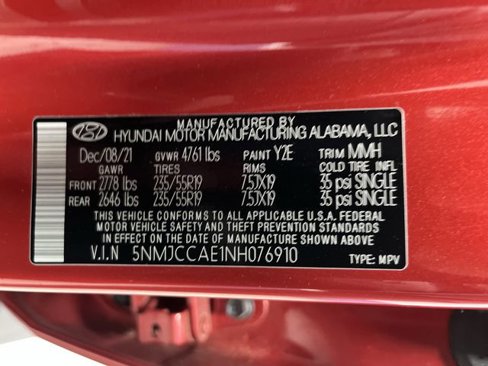 MANUFACTURED BY
HYUNDAI MOTOR MANUFACTURING ALABAMA, LLC
Dec/08/21 GVWR 4761 lbs PAINT Y2E TRIM MMH
GAWR TIRES RIMS COLD TIRE INFL
FRONT 2778 lbs 235/55R19 7.5JX19 35 psi SINGLE
REAR 2646 lbs 235/55R19 7.5JX19 35 psi SINGLE
THIS VEHICLE CONFORMS TO ALL APPLICABLE U.S.A. FEDERAL
MOTOR VEHICLE SAFETY AND THEFT PREVENTION STANDARDS
IN EFFECT ON THE DATE OF MANUFACTURE SHOWN ABOVE.
V.I.N 5NMJCCAE1NH076910 TYPE: MPV